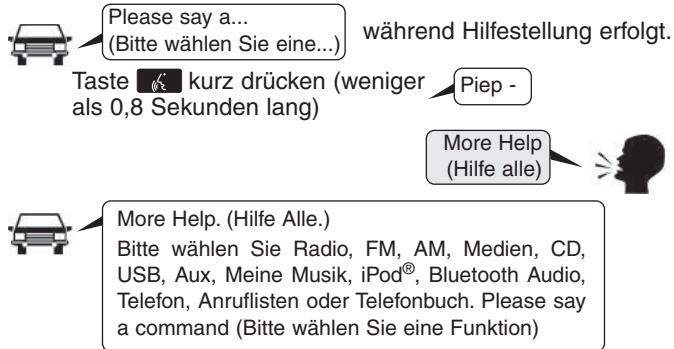 Please say a...
(Bitte wählen Sie eine...)
während Hilfestellung erfolgt.
Taste kurz drücken (weniger
als 0,8 Sekunden lang)
Piep -
More Help
(Hilfe alle)
More Help. (Hilfe Alle.)
Bitte wählen Sie Radio, FM, AM, Medien, CD,
USB, Aux, Meine Musik, iPod®, Bluetooth Audio,
Telefon, Anruflisten oder Telefonbuch. Please say
a command (Bitte wählen Sie eine Funktion)